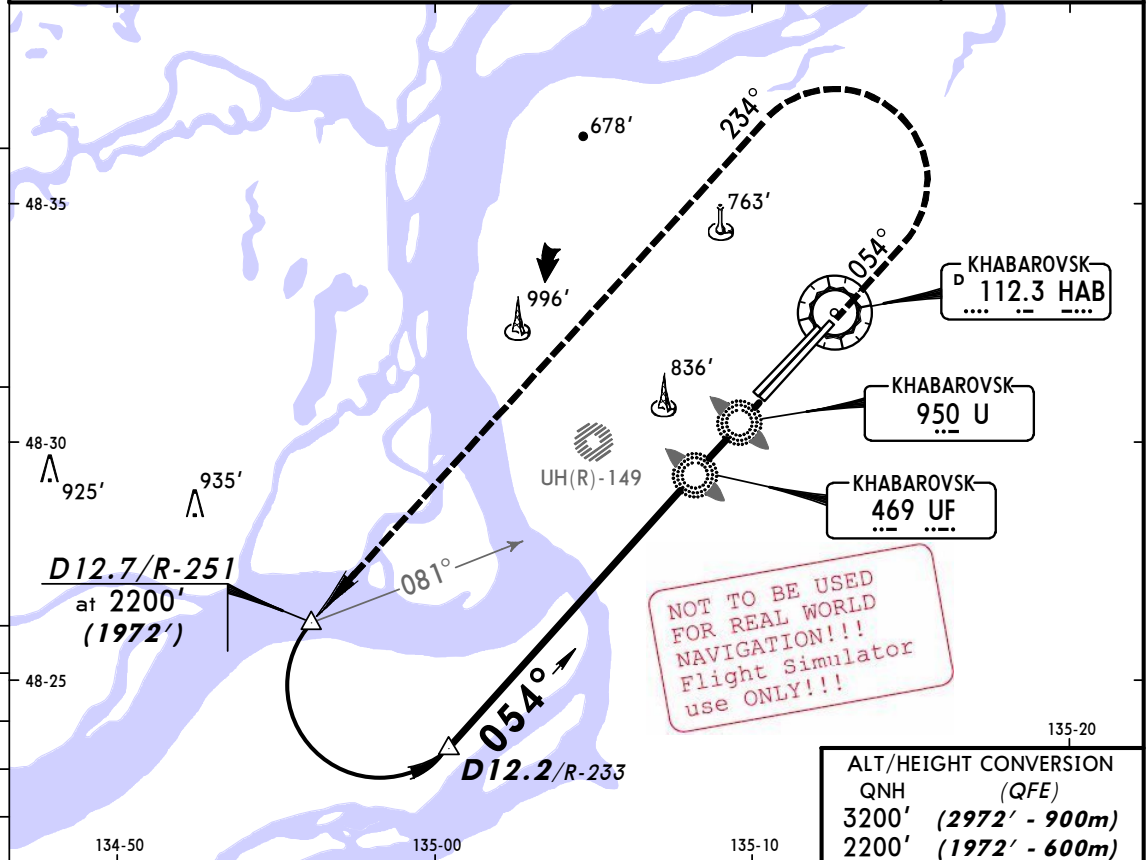 678'
234°
763'
48-35
054°
KHABAROVSK
D 112.3 HAB
996'
836'
KHABAROVSK
950 U
48-30
UH(R)-149
925'
935'
KHABAROVSK
469 UF
D12.7/R-251
at 2200'
(1972')
081°
NOT TO BE USED
FOR REAL WORLD
NAVIGATION!!!
Flight Simulator
use ONLY!!!
48-25
054°
D12.2/R-233
135-20
ALT/HEIGHT CONVERSION
QNH (QFE)
3200' (2972' - 900m)
2200' (1972' - 600m)
134-50
135-00
135-10